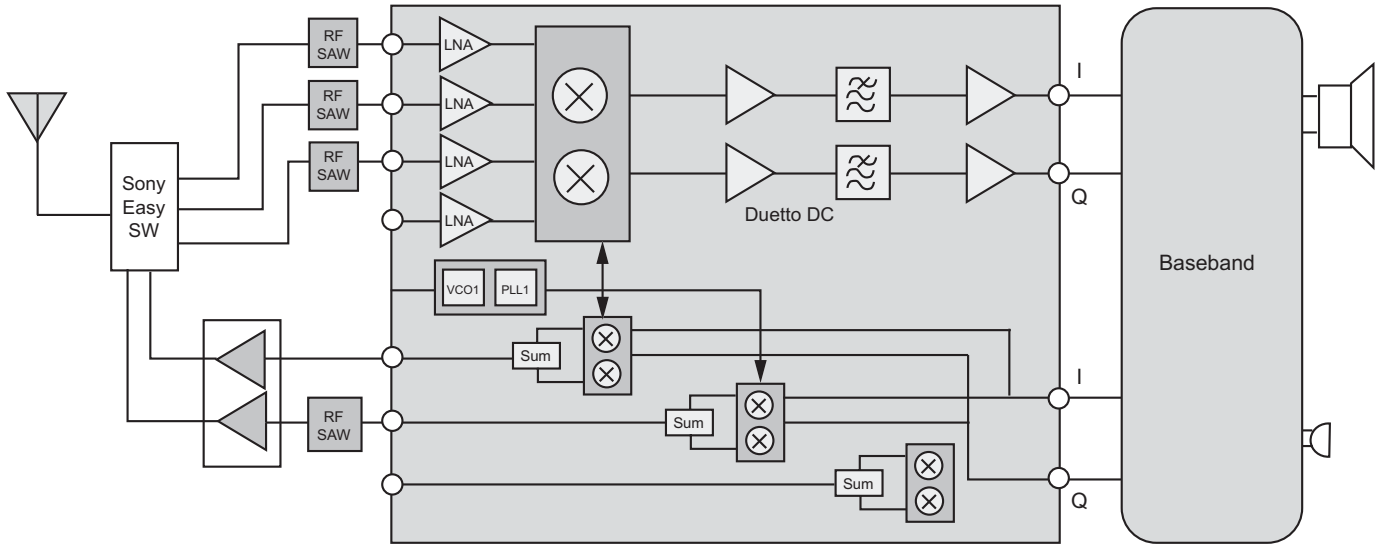 RF
SAW
LNA
I
RF
SAW
LNA
RF
SAW
LNA
Sony
Easy
SW
LNA
Duetto DC
Q
Baseband
VCO1
PLL1
Sum
I
RF
SAW
Sum
Sum
Q